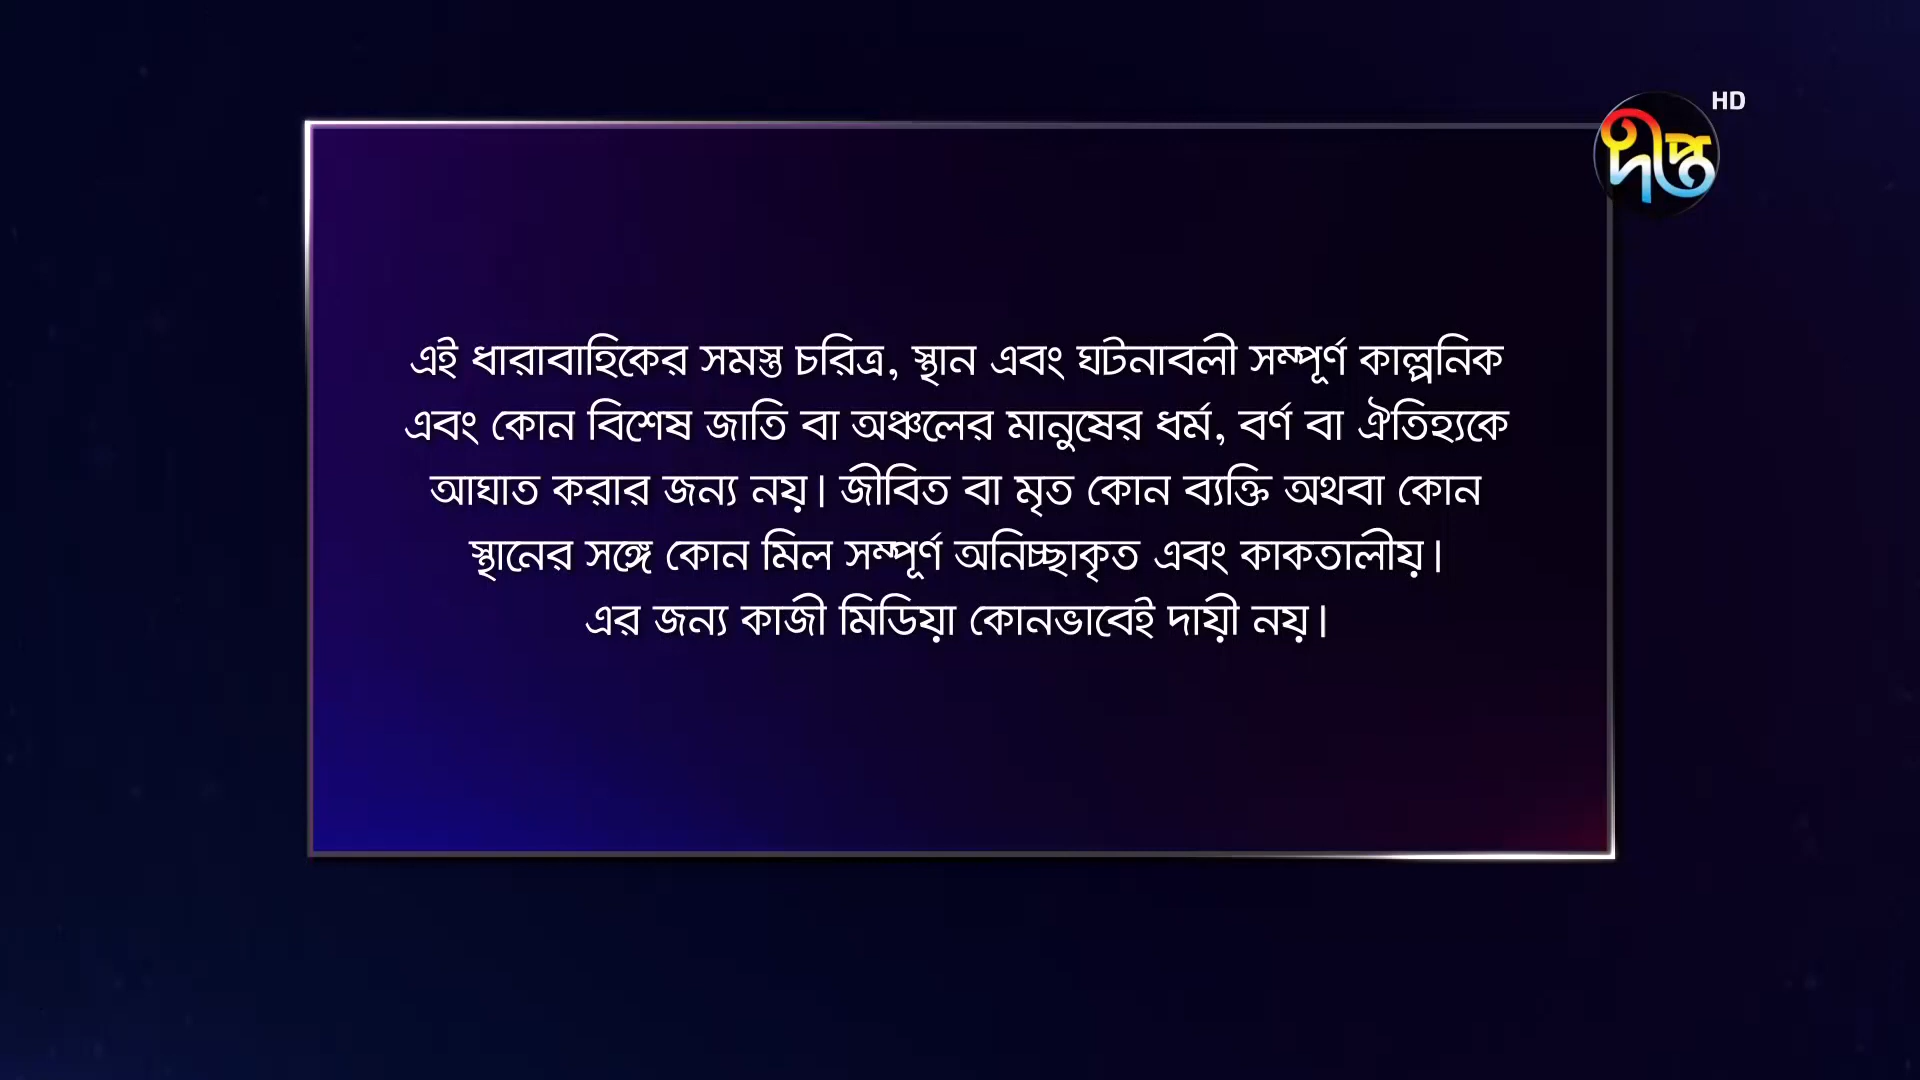 HD
দীপ্ত
এই ধারাবাহিকের সমস্ত চরিত্র, স্থান এবং ঘটনাবলী সম্পূর্ণ কাল্পনিক
এবং কোন বিশেষ জাতি বা অঞ্চলের মানুষের ধর্ম, বর্ণ বা ঐতিহ্যকে
আঘাত করার জন্য নয়। জীবিত বা মৃত কোন ব্যক্তি অথবা কোন
স্থানের সঙ্গে কোন মিল সম্পূর্ণ অনিচ্ছাকৃত এবং কাকতালীয়।
এর জন্য কাজী মিডিয়া কোনভাবেই দায়ী নয়।